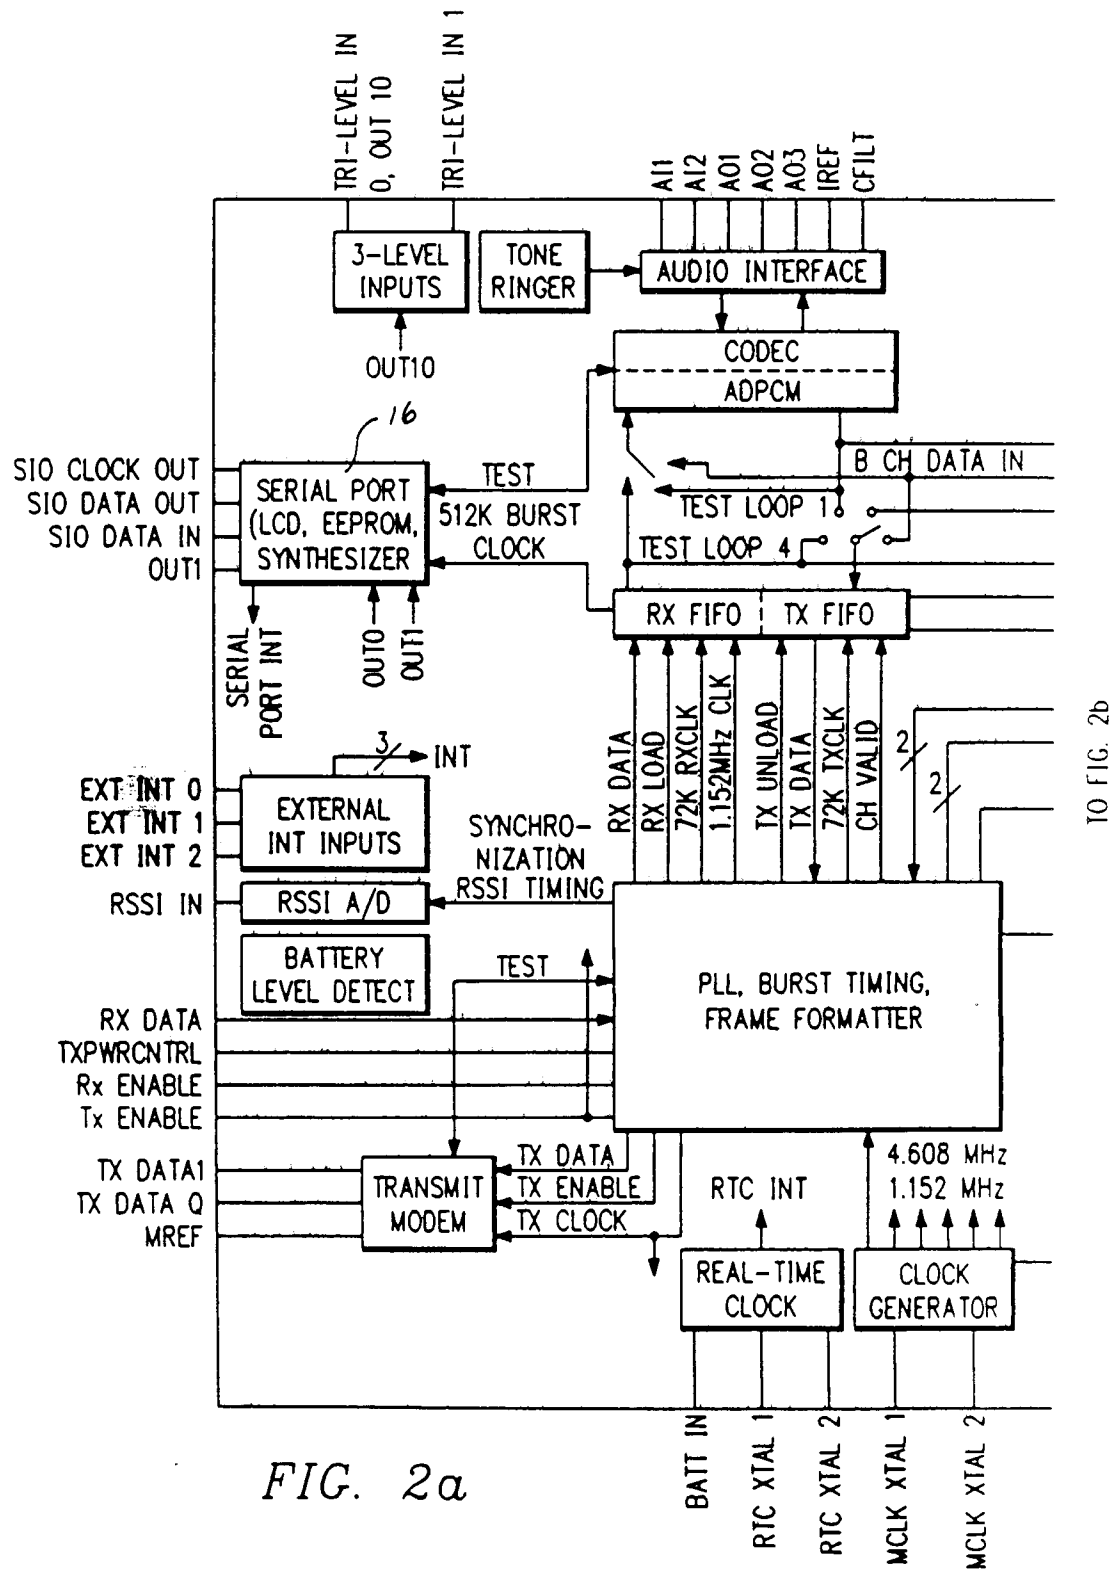 TRI-LEVEL IN
0, OUT 10
TRI-LEVEL IN 1
AI1
AI2
AO1
AO2
AO3
IREF
CFILT
3-LEVEL
INPUTS
TONE
RINGER
AUDIO INTERFACE
OUT10
CODEC
ADPCM
16
SIO CLOCK OUT
SIO DATA OUT
SIO DATA IN
OUT1
SERIAL PORT
(LCD, EEPROM,
SYNTHESIZER
TEST
512K BURST
CLOCK
B CH DATA IN
TEST LOOP 1
TEST LOOP 4
RX FIFO
TX FIFO
SERIAL
PORT INT
OUT0
OUT1
3
INT
EXT INT 0
EXT INT 1
EXT INT 2
EXTERNAL
INT INPUTS
RX DATA
RX LOAD
72K RXCLK
1.152MHz CLK
TX UNLOAD
TX DATA
72K TXCLK
CH VALID
2
2
TO FIG. 2b
SYNCHRO-
NIZATION
RSSI TIMING
RSSI IN
RSSI A/D
BATTERY
LEVEL DETECT
TEST
PLL, BURST TIMING,
FRAME FORMATTER
RX DATA
TXPWRCNTRL
Rx ENABLE
Tx ENABLE
TX DATA1
TX DATA Q
MREF
TRANSMIT
MODEM
TX DATA
TX ENABLE
TX CLOCK
RTC INT
4.608 MHz
1.152 MHz
REAL-TIME
CLOCK
CLOCK
GENERATOR
BATT IN
RTC XTAL 1
RTC XTAL 2
MCLK XTAL 1
MCLK XTAL 2
FIG. 2a